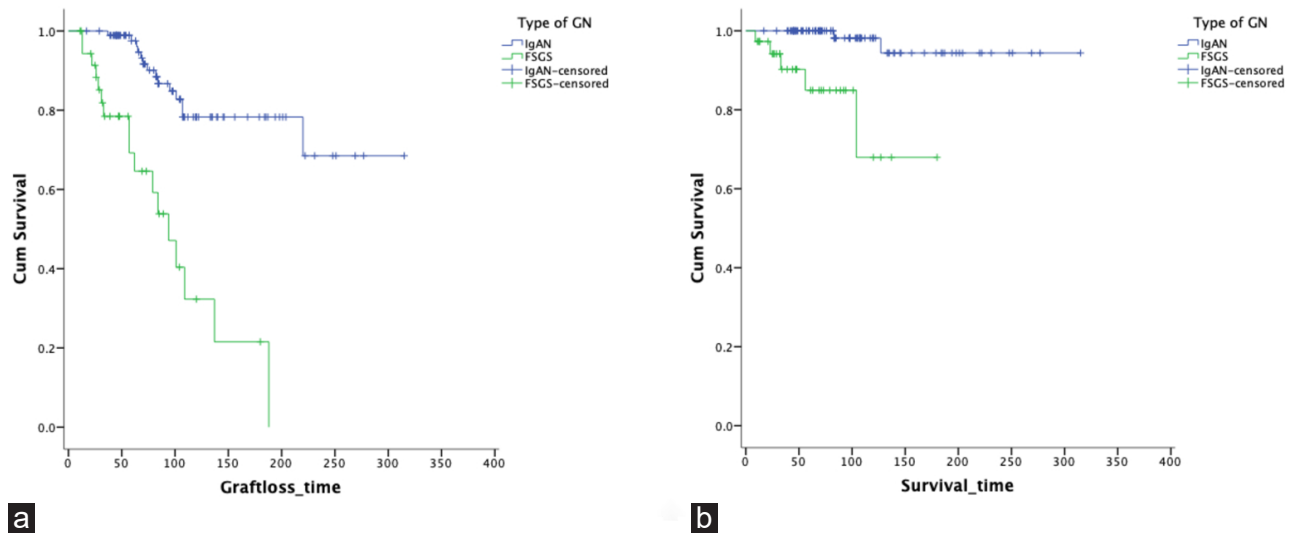 Type of GN
IgAN
FSGS
IgAN-censored
FSGS-censored
1.0
0.8
0.6
0.4
0.2
0.0
Cum Survival
0 50 100 150 200 250 300 350 400
Graftloss_time
a
Type of GN
IgAN
FSGS
IgAN-censored
FSGS-censored
1.0
0.8
0.6
0.4
0.2
0.0
Cum Survival
0 50 100 150 200 250 300 350 400
Survival_time
b